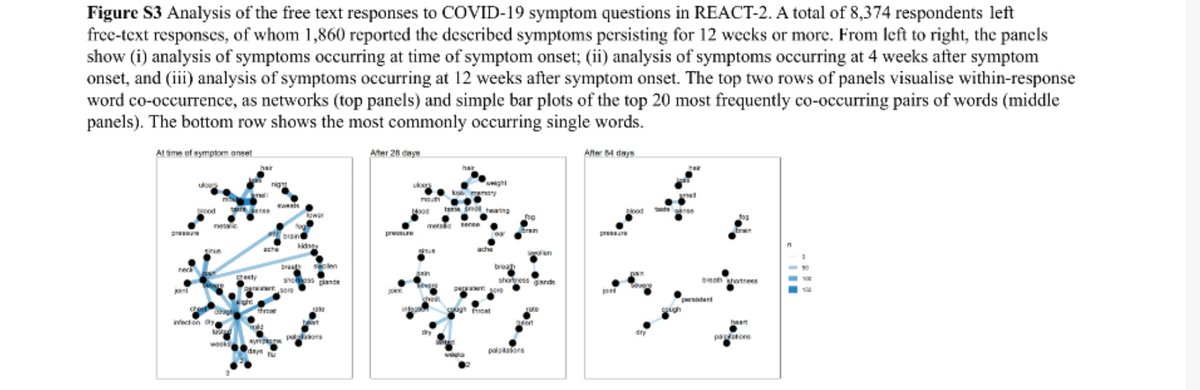 Figure S3 Analysis of the free text responses to COVID-19 symptom questions in REACT-2. A total of 8,374 respondents left
free-text responses, of whom 1,860 reported the described symptoms persisting for 12 weeks or more. From left to right, the panels
show (i) analysis of symptoms occurring at time of symptom onset; (ii) analysis of symptoms occurring at 4 weeks after symptom
onset, and (iii) analysis of symptoms occurring at 12 weeks after symptom onset. The top two rows of panels visualise within-response
word co-occurrence, as networks (top panels) and simple bar plots of the top 20 most frequently co-occurring pairs of words (middle
panels). The bottom row shows the most commonly occurring single words.
At time of symptom onset
hair
ulcers
night
smell
sweats
blood
taste sense
lower
metallic
fog
pressure
brain
ache
kidney
sinus
neck
pain
breath swollen
shortness glands
severe
persistent sore
joint
throat
rate
chest
cough
heart
infection dry
mild
lasted
symptoms palpitations
weeks
days flu
After 28 days
hair
ulcers
weight
loss memory
mouth
blood
taste smell hearing
fog
metallic sense
brain
pressure
ear
sinus
ache
swollen
pain
breath
shortness glands
severe
persistent sore
joint
chest
infection cough throat rate
heart
dry
lasted
palpitations
weeks
2
After 84 days
hair
loss
smell
blood
taste sense
fog
pressure
brain
pain
breath shortness
joint
severe
persistent
cough
heart
dry
palpitations
n
50
100
150